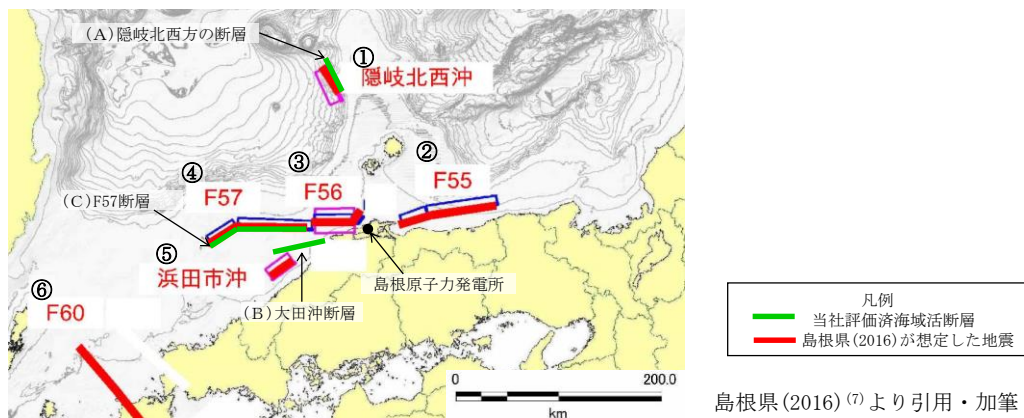 (A)隠岐北西方の断層
①
隠岐北西沖
②
F55
③
F56
④
F57
(C)F57断層
⑤
浜田市沖
島根原子力発電所
(B)大田沖断層
⑥
F60
0
200.0
km
凡例
当社評価済海域活断層
島根県(2016)が想定した地震
島根県(2016)⁽⁷⁾より引用・加筆